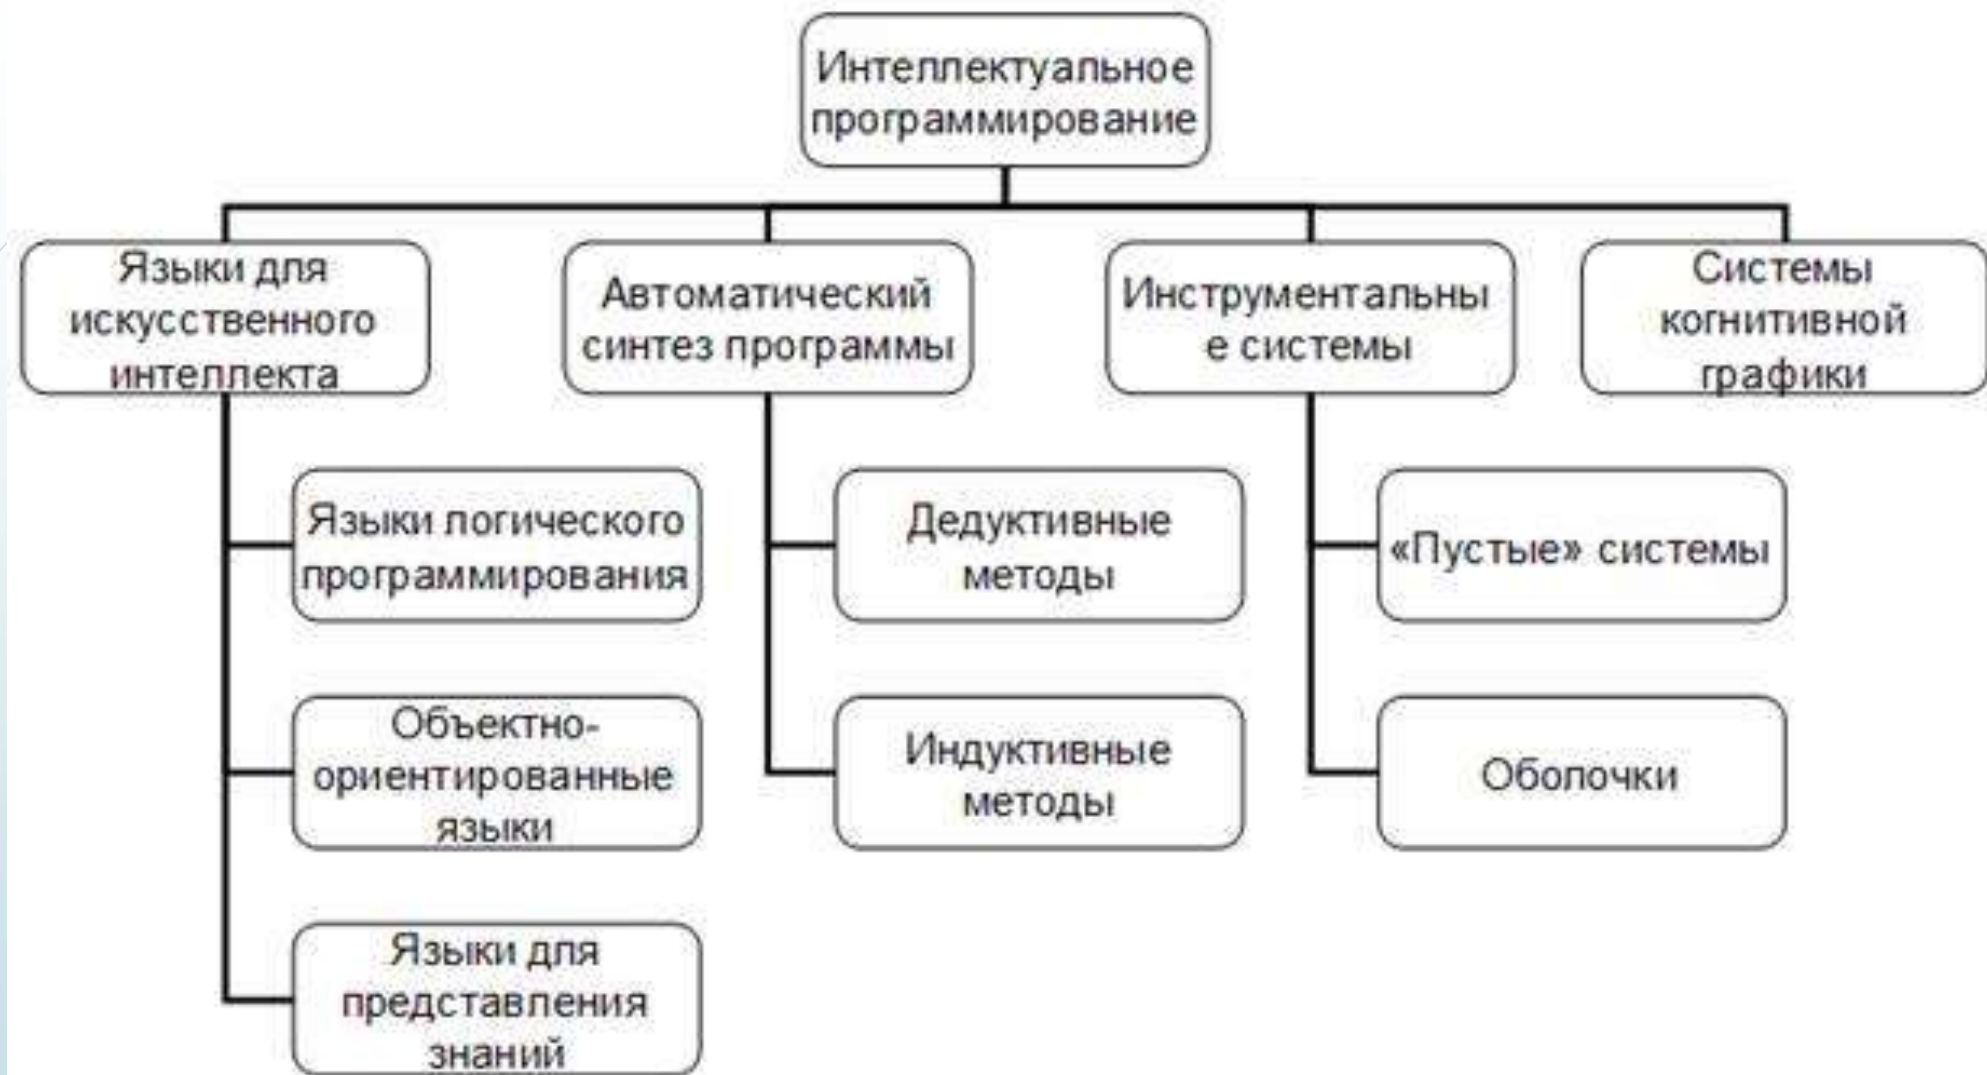 Интеллектуальное
программирование
Языки для
искусственного
интеллекта
Автоматический
синтез программы
Инструментальны
е системы
Системы
когнитивной
графики
Языки логического
программирования
Объектно-
ориентированные
языки
Языки для
представления
знаний
Дедуктивные
методы
Индуктивные
методы
«Пустые» системы
Оболочки